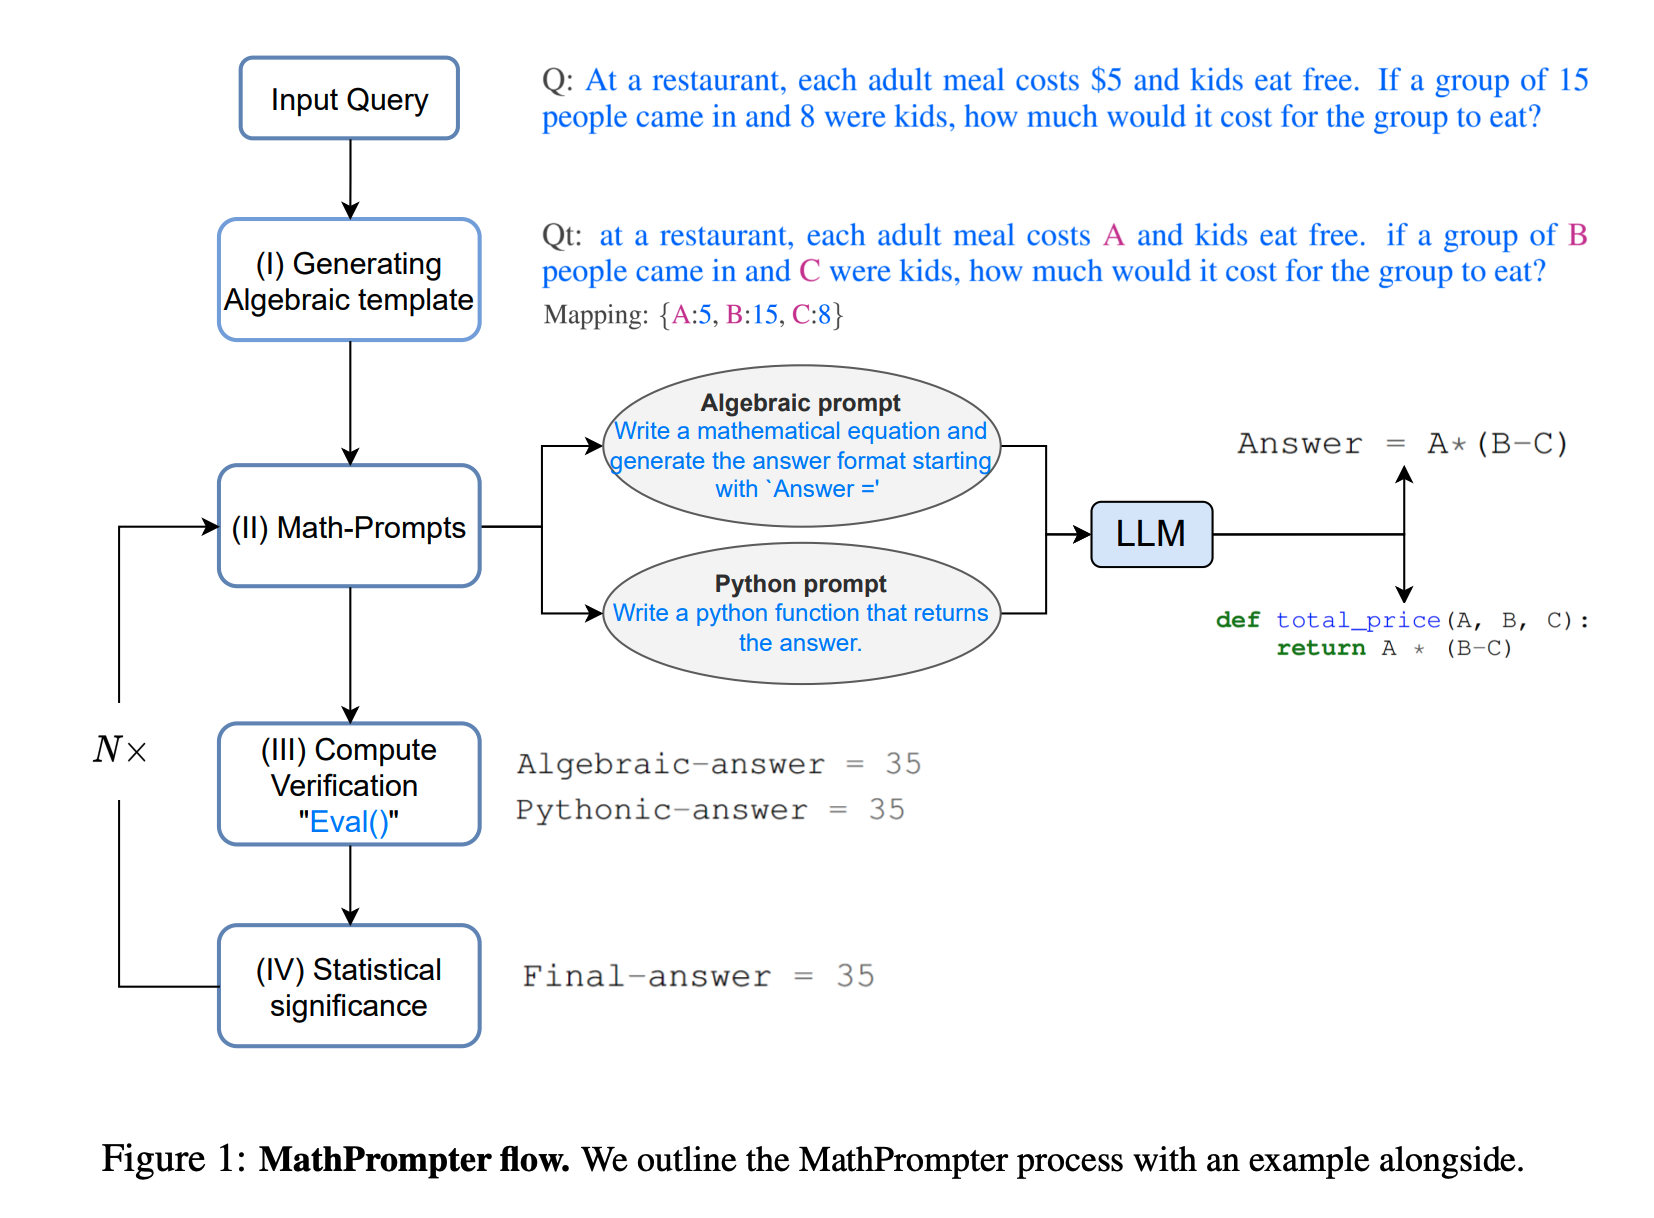 Input Query
Q: At a restaurant, each adult meal costs $5 and kids eat free. If a group of 15
people came in and 8 were kids, how much would it cost for the group to eat?
(I) Generating
Algebraic template
Qt: at a restaurant, each adult meal costs A and kids eat free. if a group of B
people came in and C were kids, how much would it cost for the group to eat?
Mapping: {A:5, B:15, C:8}
(II) Math-Prompts
Algebraic prompt
Write a mathematical equation and
generate the answer format starting
with `Answer ='
Python prompt
Write a python function that returns
the answer.
LLM
Answer = A*(B-C)
def total_price(A, B, C):
return A * (B-C)
N×
(III) Compute
Verification
"Eval()"
Algebraic-answer = 35
Pythonic-answer = 35
(IV) Statistical
significance
Final-answer = 35
Figure 1: MathPrompter flow. We outline the MathPrompter process with an example alongside.